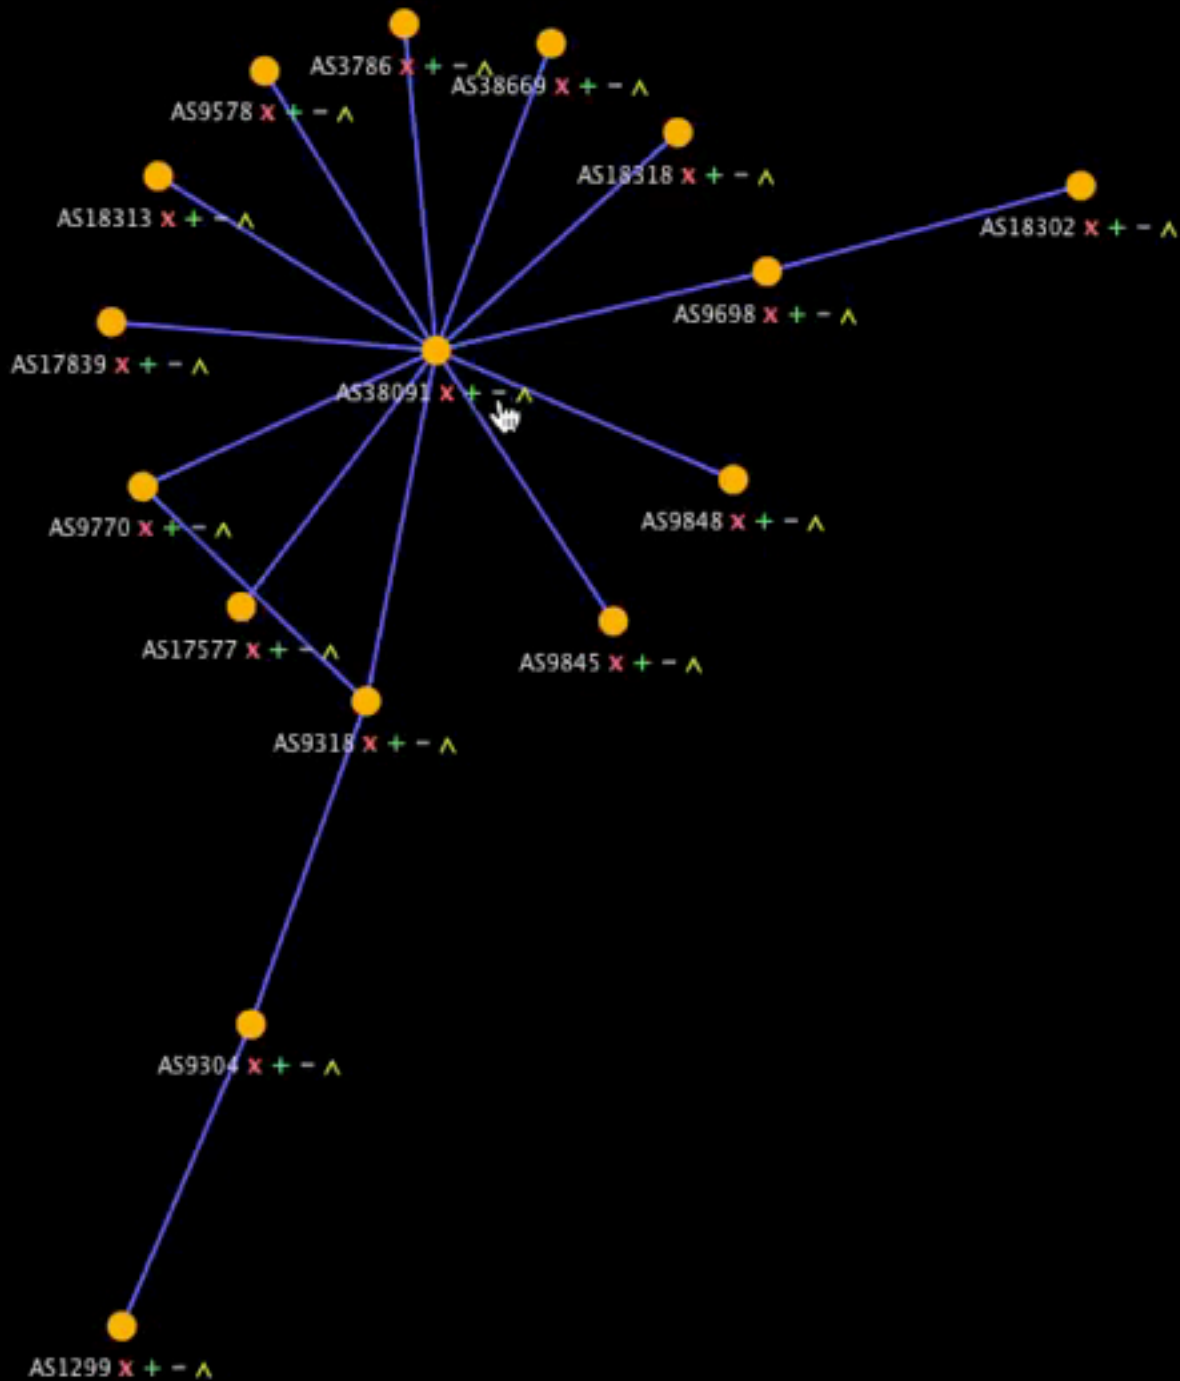 AS3786 x + - ^
AS38669 x + - ^
AS9578 x + - ^
AS18318 x + - ^
AS18313 x + - ^
AS18302 x + - ^
AS9698 x + - ^
AS17839 x + - ^
AS38091 x + - ^
AS9848 x + - ^
AS9770 x + - ^
AS17577 x + - ^
AS9845 x + - ^
AS9318 x + - ^
AS9304 x + - ^
AS1299 x + - ^